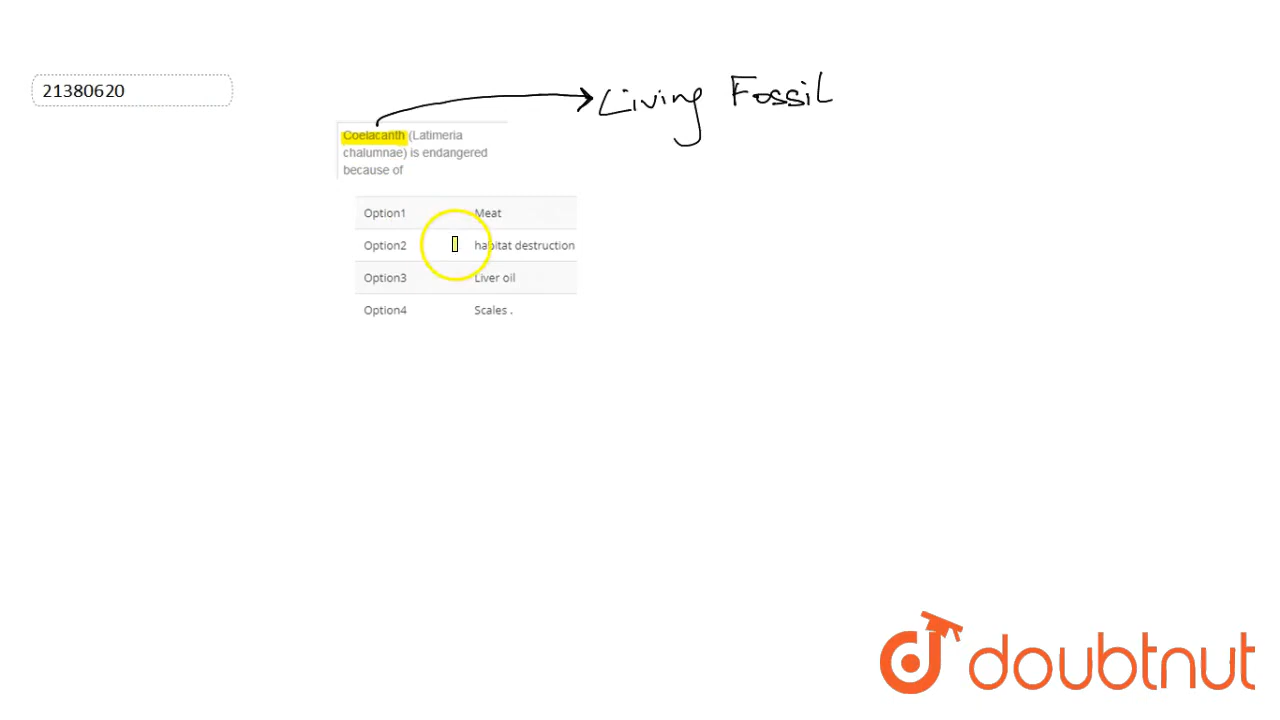 21380620
Living Fossil
Coelacanth (Latimeria
chalumnae) is endangered
because of
Option1 Meat
Option2 habitat destruction
Option3 Liver oil
Option4 Scales .
doubtnut